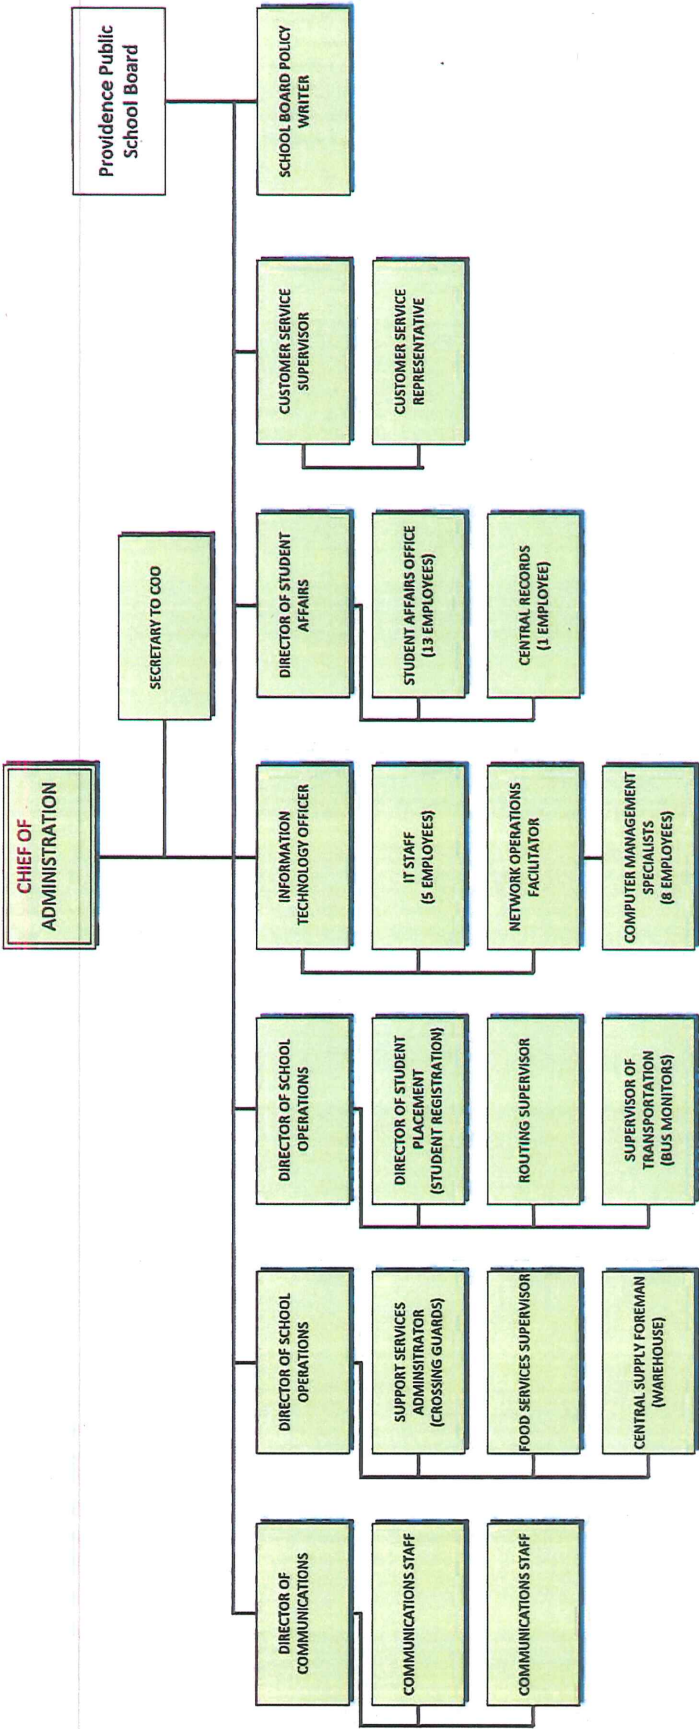 CHIEF OF
ADMINISTRATION
Providence Public
School Board
SECRETARY TO COO
DIRECTOR OF
COMMUNICATIONS
COMMUNICATIONS STAFF
COMMUNICATIONS STAFF
DIRECTOR OF SCHOOL
OPERATIONS
SUPPORT SERVICES
ADMINSITRATOR
(CROSSING GUARDS)
FOOD SERVICES SUPERVISOR
CENTRAL SUPPLY FOREMAN
(WAREHOUSE)
DIRECTOR OF SCHOOL
OPERATIONS
DIRECTOR OF STUDENT
PLACEMENT
(STUDENT REGISTRATION)
ROUTING SUPERVISOR
SUPERVISOR OF
TRANSPORTATION
(BUS MONITORS)
INFORMATION
TECHNOLOGY OFFICER
IT STAFF
(5 EMPLOYEES)
NETWORK OPERATIONS
FACILITATOR
COMPUTER MANAGEMENT
SPECIALISTS
(8 EMPLOYEES)
DIRECTOR OF STUDENT
AFFAIRS
STUDENT AFFAIRS OFFICE
(13 EMPLOYEES)
CENTRAL RECORDS
(1 EMPLOYEE)
CUSTOMER SERVICE
SUPERVISOR
CUSTOMER SERVICE
REPRESENTATIVE
SCHOOL BOARD POLICY
WRITER